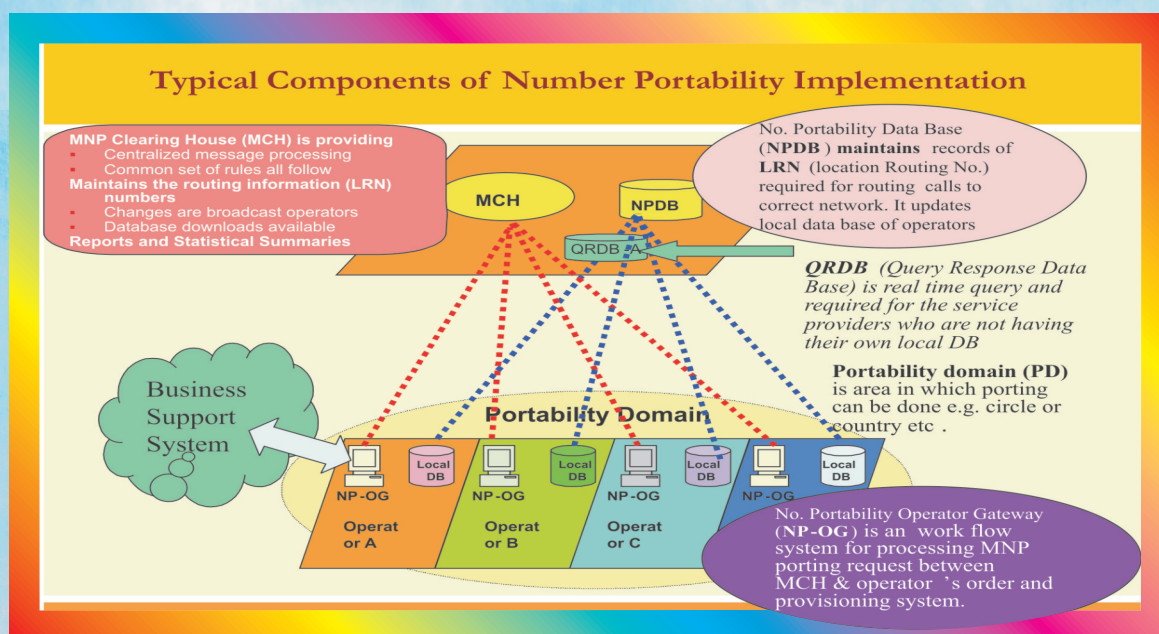 Typical Components of Number Portability Implementation
MNP Clearing House (MCH) is providing
Centralized message processing
Common set of rules all follow
Maintains the routing information (LRN)
numbers
Changes are broadcast operators
Database downloads available
Reports and Statistical Summaries
MCH
NPDB
QRDB A
No. Portability Data Base
(NPDB ) maintains records of
LRN (location Routing No.)
required for routing calls to
correct network. It updates
local data base of operators
QRDB (Query Response Data
Base) is real time query and
required for the service
providers who are not having
their own local DB
Portability domain (PD)
is area in which porting
can be done e.g. circle or
country etc .
Business
Support
System
Portability Domain
Local
DB
NP-OG
Operat
or A
Local
DB
NP-OG
Operat
or B
Local
DB
NP-OG
Operat
or C
Local
DB
NP-OG
No. Portability Operator Gateway
(NP-OG) is an work flow
system for processing MNP
porting request between
MCH & operator 's order and
provisioning system.